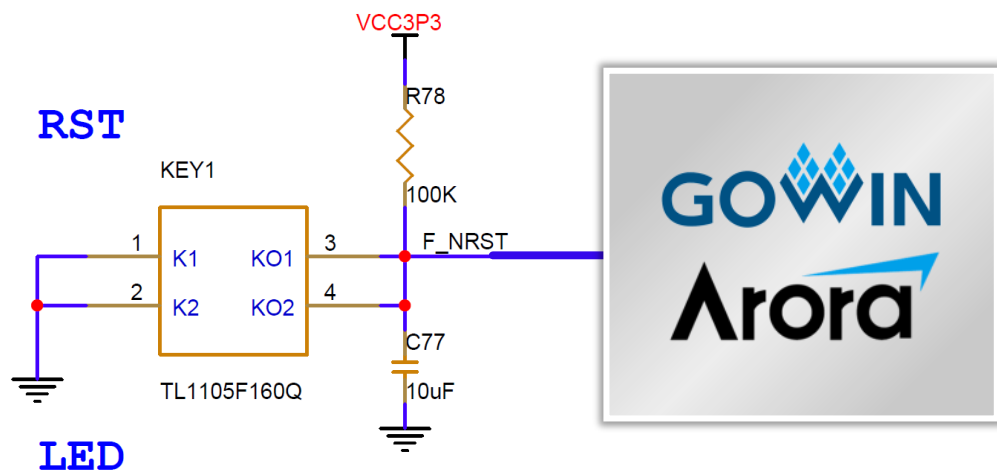 VCC3P3
R78
RST
KEY1
100K
1 K1 KO1 3 F_NRST
2 K2 KO2 4
C77
TL1105F160Q 10uF
LED
GOWIN
Arora